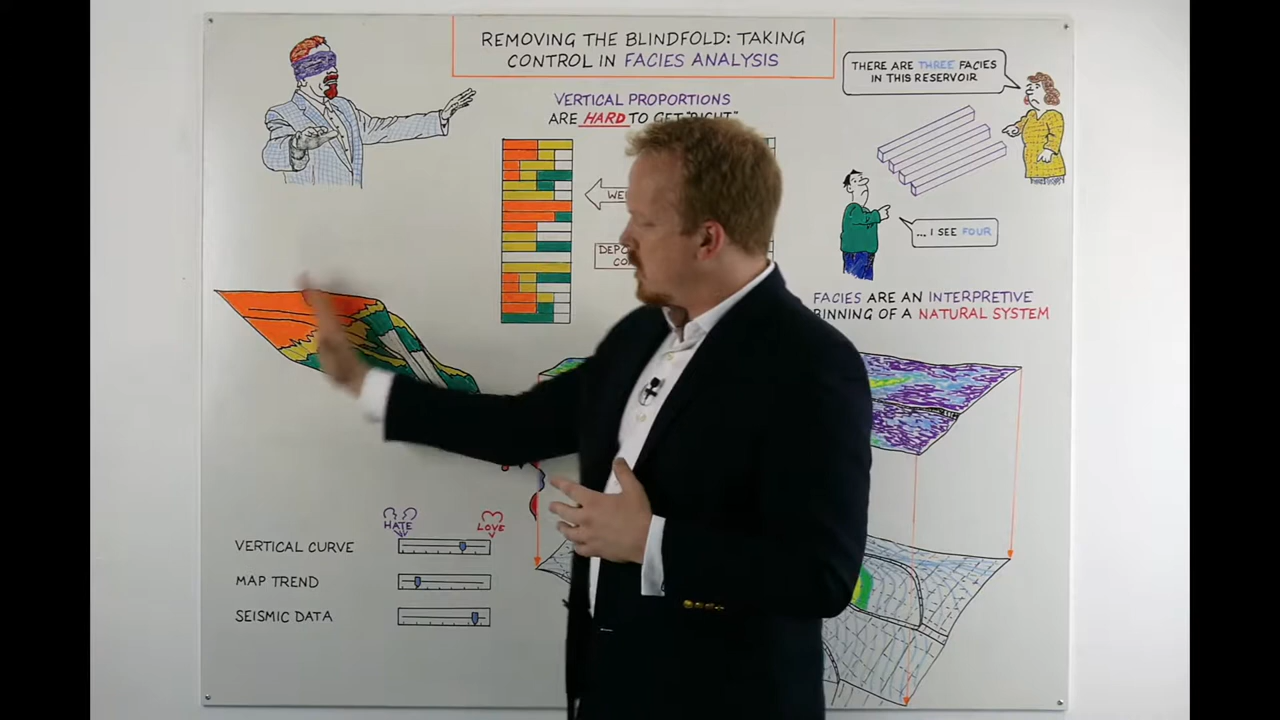 REMOVING THE BLINDFOLD: TAKING
CONTROL IN FACIES ANALYSIS
VERTICAL PROPORTIONS
ARE HARD TO GET "RIGHT"
THERE ARE THREE FACIES
IN THIS RESERVOIR
... I SEE FOUR
FACIES ARE AN INTERPRETIVE
BINNING OF A NATURAL SYSTEM
HATE
LOVE
VERTICAL CURVE
MAP TREND
SEISMIC DATA